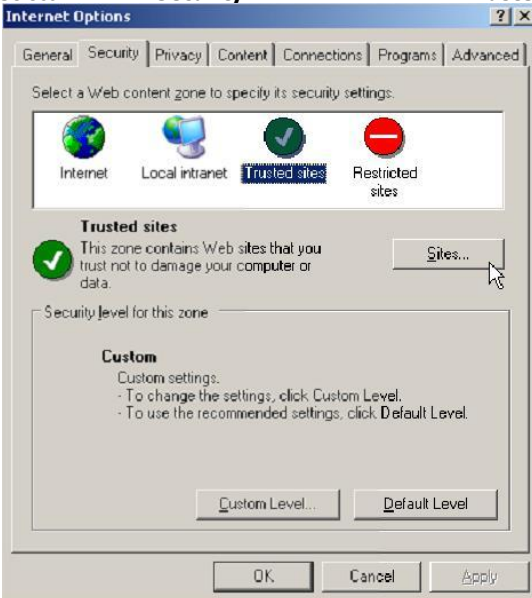 Internet Options
General Security Privacy Content Connections Programs Advanced
Select a Web content zone to specify its security settings.
Internet Local intranet Trusted sites Restricted sites
Trusted sites
This zone contains Web sites that you
trust not to damage your computer or
data.
Sites...
Security level for this zone
Custom
Custom settings.
- To change the settings, click Custom Level.
- To use the recommended settings, click Default Level.
Custom Level... Default Level
OK Cancel Apply